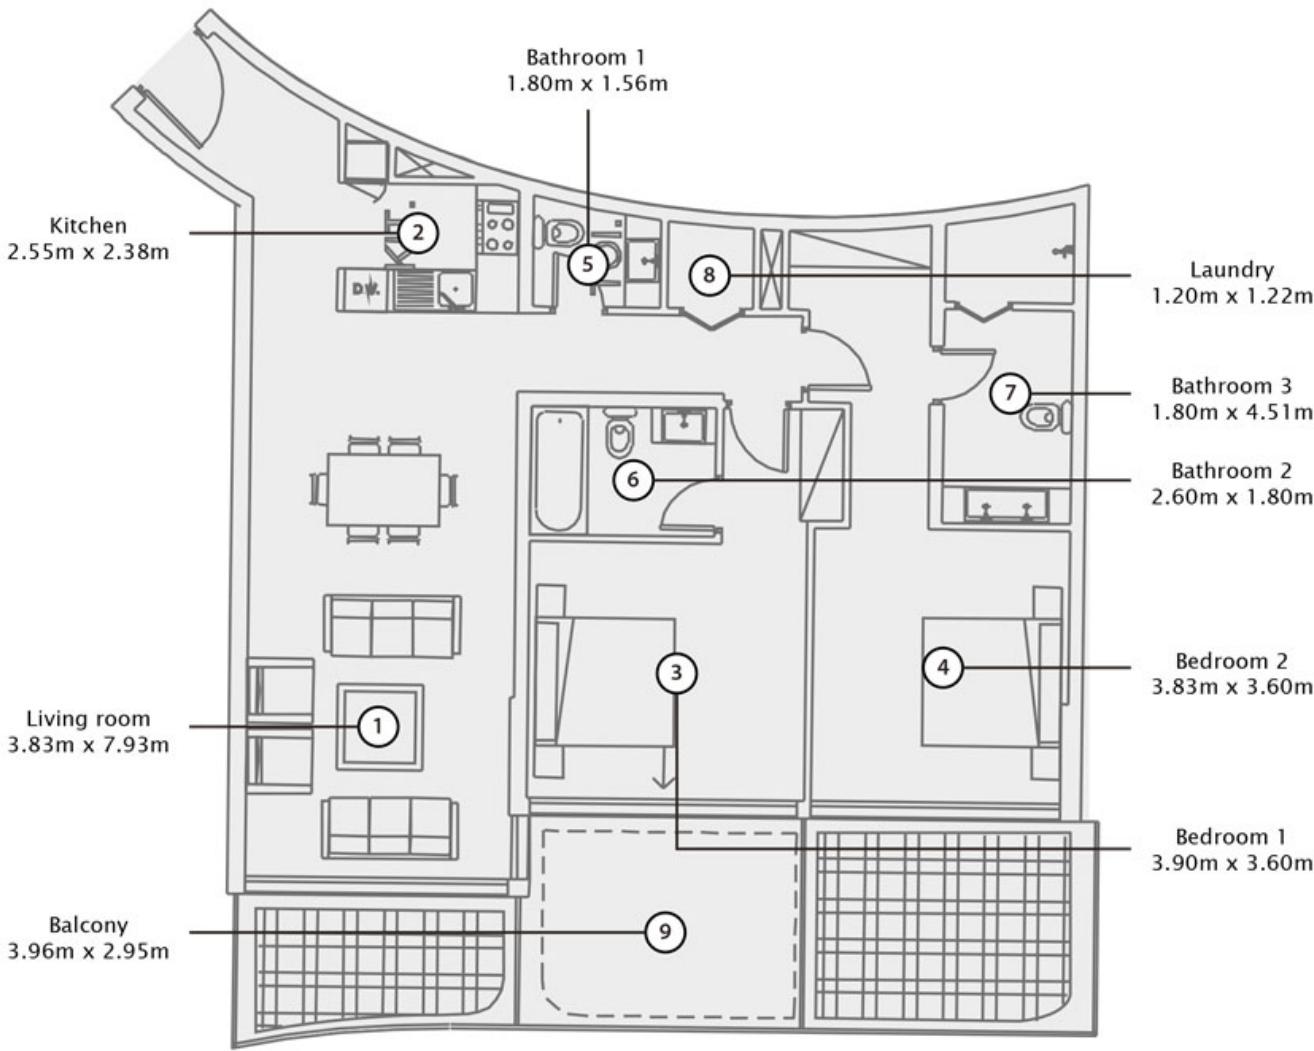 Bathroom 1
1.80m x 1.56m
Kitchen
2.55m x 2.38m
2
5
8
Laundry
1.20m x 1.22m
D.W.
7
Bathroom 3
1.80m x 4.51m
6
Bathroom 2
2.60m x 1.80m
3
4
Bedroom 2
3.83m x 3.60m
Living room
3.83m x 7.93m
1
Bedroom 1
3.90m x 3.60m
Balcony
3.96m x 2.95m
9